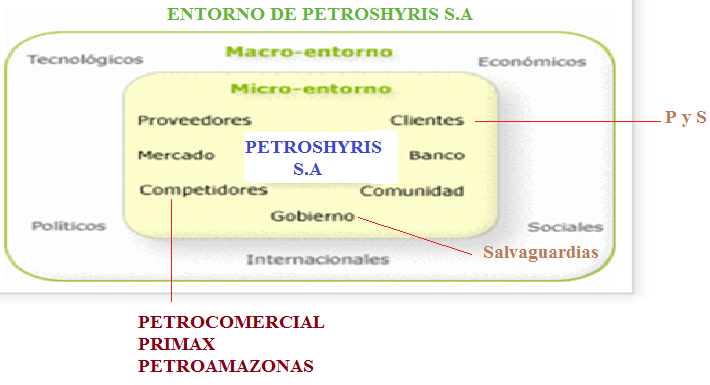 ENTORNO DE PETROSHYRIS S.A
Macro-entorno
Tecnológicos
Económicos
Micro-entorno
Proveedores
Clientes
P y S
Mercado
PETROSHYRIS
S.A
Banco
Competidores
Comunidad
Gobierno
Políticos
Sociales
Salvaguardias
Internacionales
PETROCOMERCIAL
PRIMAX
PETROAMAZONAS